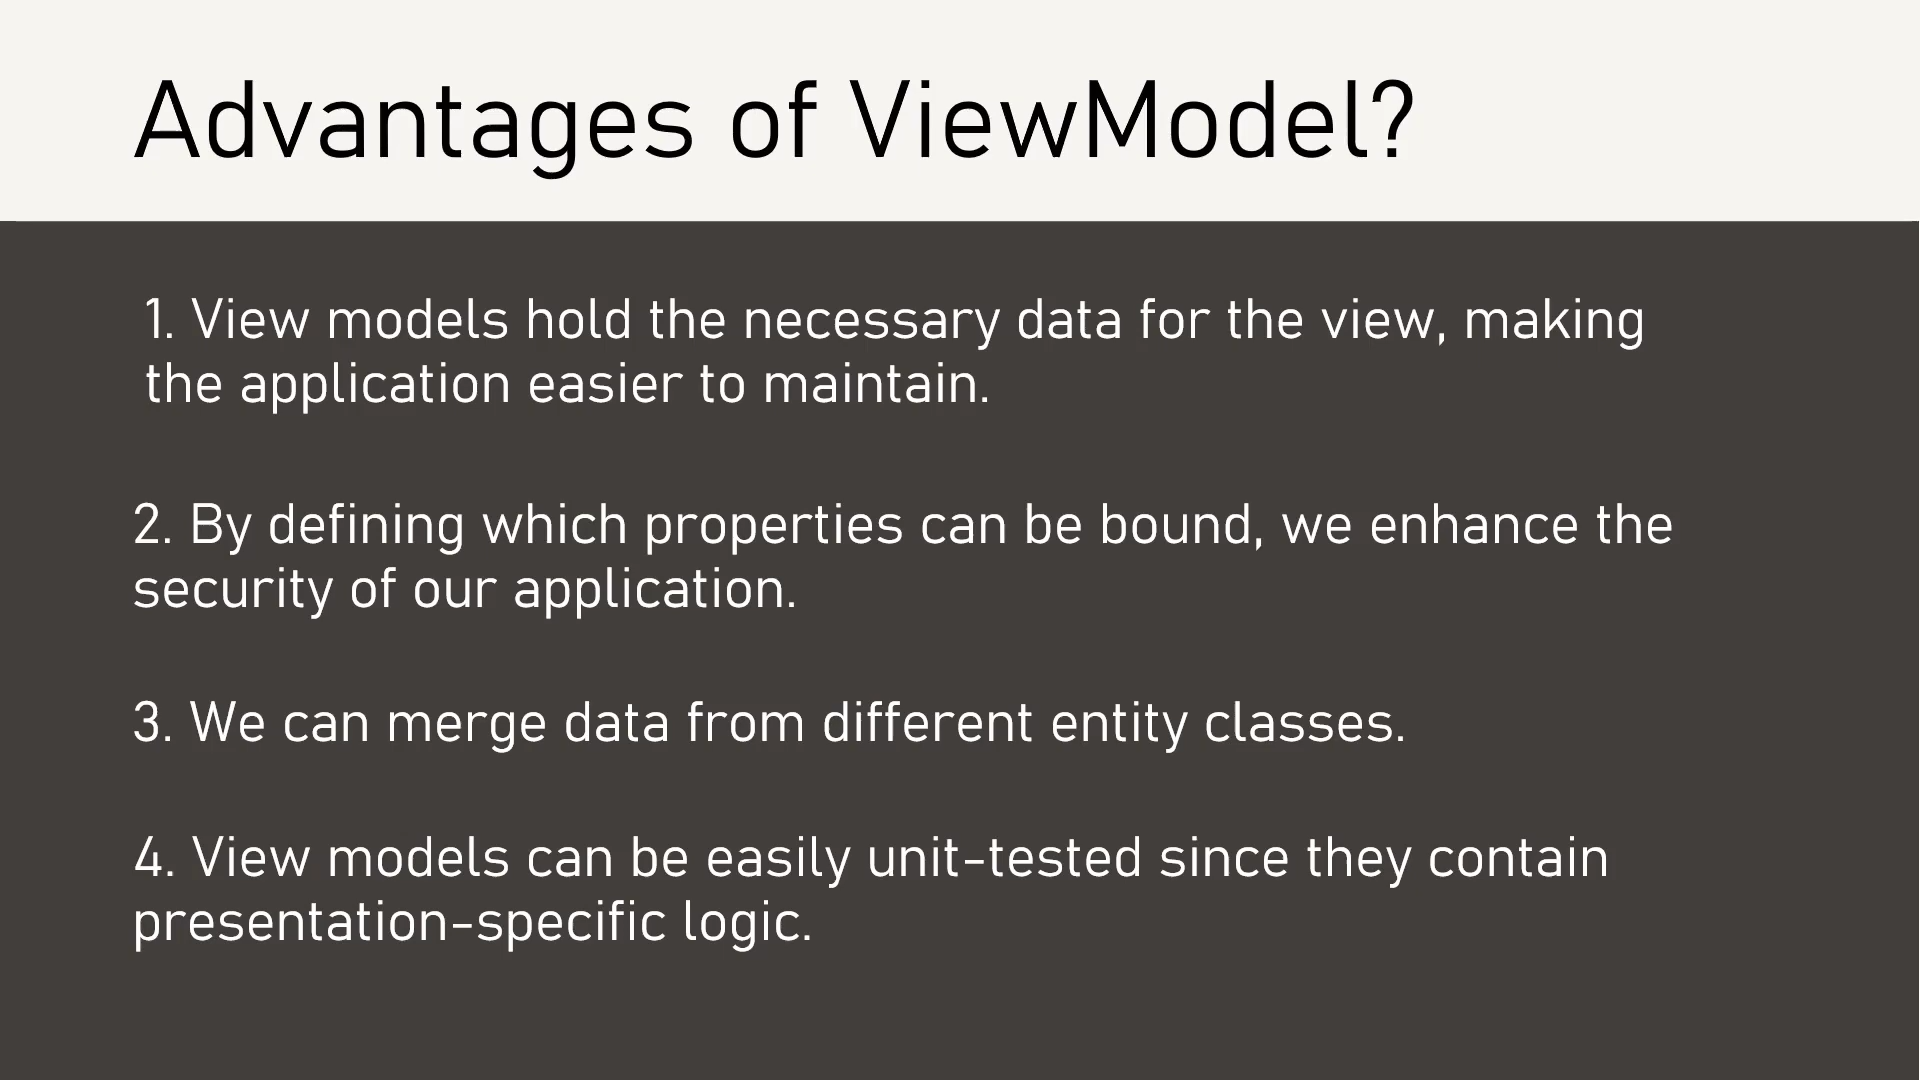 Advantages of ViewModel?
1. View models hold the necessary data for the view, making
the application easier to maintain.
2. By defining which properties can be bound, we enhance the
security of our application.
3. We can merge data from different entity classes.
4. View models can be easily unit-tested since they contain
presentation-specific logic.